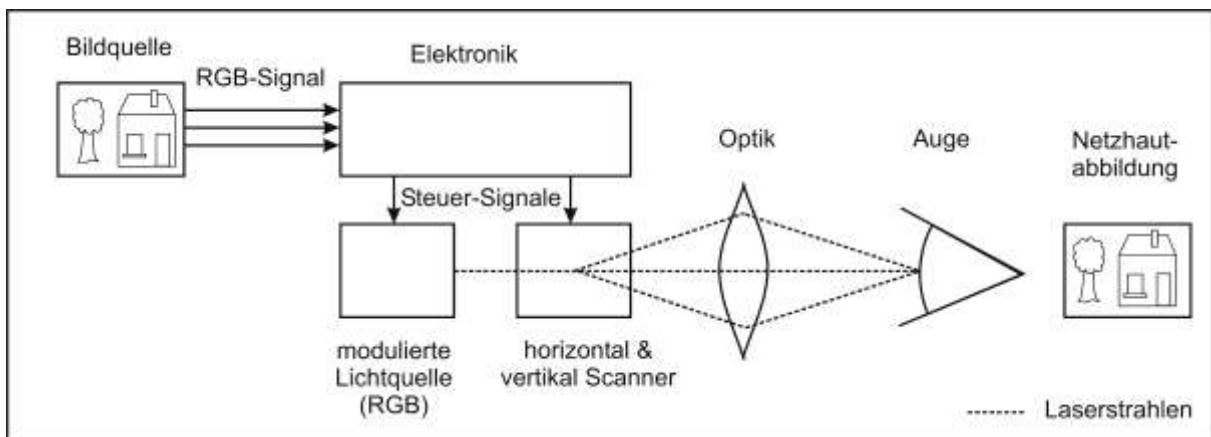 Bildquelle
RGB-Signal
Elektronik
Steuer-Signale
Optik
Auge
Netzhaut-
abbildung
modulierte
Lichtquelle
(RGB)
horizontal &
vertikal Scanner
Laserstrahlen